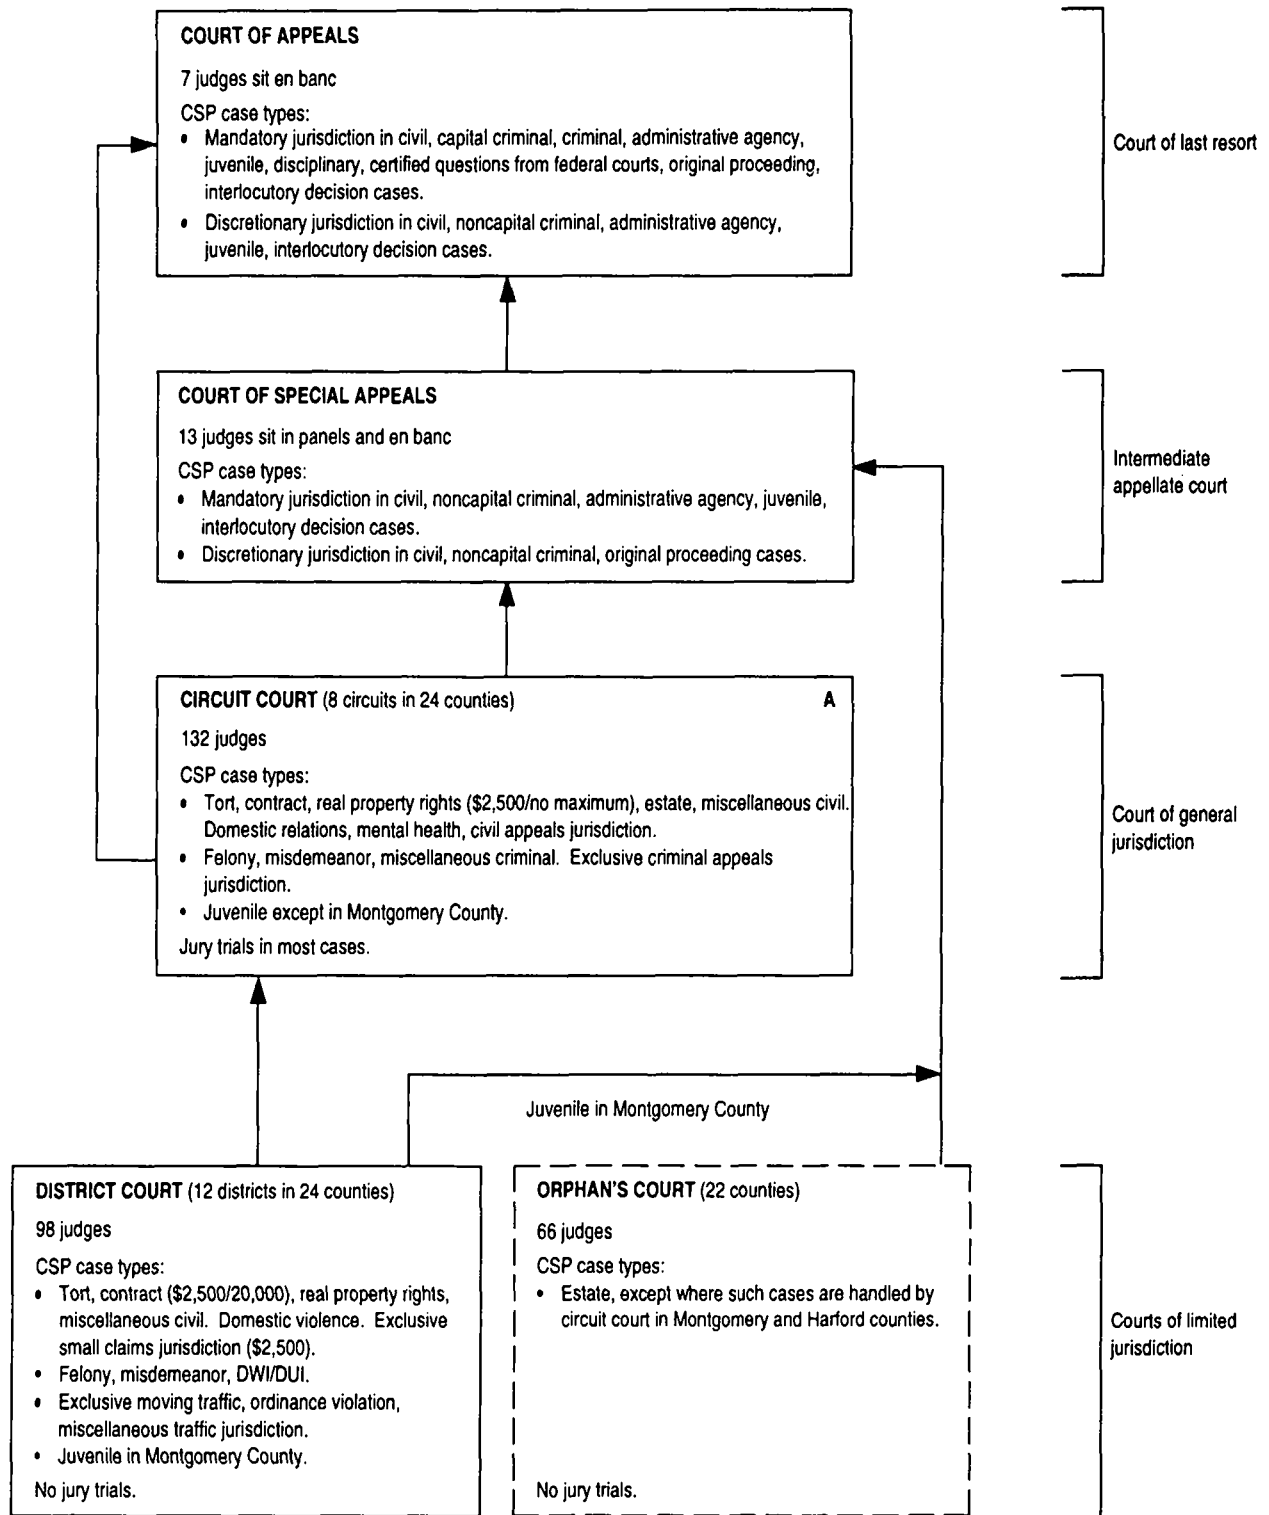 COURT OF APPEALS
7 judges sit en banc
CSP case types:
• Mandatory jurisdiction in civil, capital criminal, criminal, administrative agency,
juvenile, disciplinary, certified questions from federal courts, original proceeding,
interlocutory decision cases.
• Discretionary jurisdiction in civil, noncapital criminal, administrative agency,
juvenile, interlocutory decision cases.
Court of last resort
COURT OF SPECIAL APPEALS
13 judges sit in panels and en banc
CSP case types:
• Mandatory jurisdiction in civil, noncapital criminal, administrative agency, juvenile,
interlocutory decision cases.
• Discretionary jurisdiction in civil, noncapital criminal, original proceeding cases.
Intermediate
appellate court
CIRCUIT COURT (8 circuits in 24 counties) A
132 judges
CSP case types:
• Tort, contract, real property rights ($2,500/no maximum), estate, miscellaneous civil.
Domestic relations, mental health, civil appeals jurisdiction.
• Felony, misdemeanor, miscellaneous criminal. Exclusive criminal appeals
jurisdiction.
• Juvenile except in Montgomery County.
Jury trials in most cases.
Court of general
jurisdiction
Juvenile in Montgomery County
DISTRICT COURT (12 districts in 24 counties)
98 judges
CSP case types:
• Tort, contract ($2,500/20,000), real property rights,
miscellaneous civil. Domestic violence. Exclusive
small claims jurisdiction ($2,500).
• Felony, misdemeanor, DWI/DUI.
• Exclusive moving traffic, ordinance violation,
miscellaneous traffic jurisdiction.
• Juvenile in Montgomery County.
No jury trials.
ORPHAN'S COURT (22 counties)
66 judges
CSP case types:
• Estate, except where such cases are handled by
circuit court in Montgomery and Harford counties.
No jury trials.
Courts of limited
jurisdiction